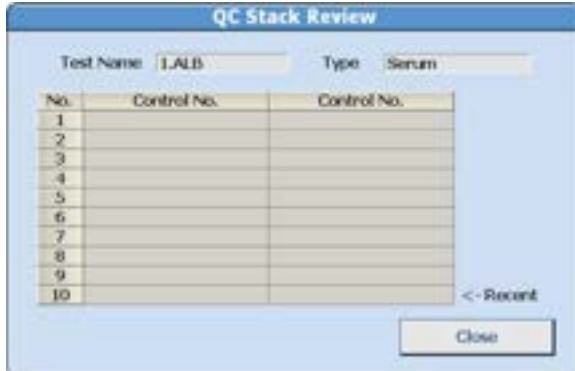 QC Stack Review
Test Name 1.ALB Type Serum
No. Control No. Control No.
1
2
3
4
5
6
7
8
9
10 <-Recent
Close